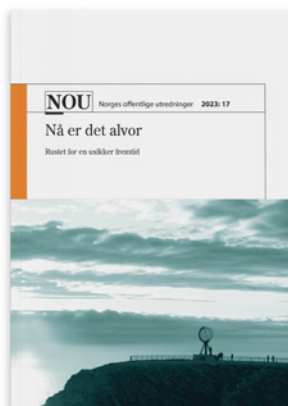 NOU Norges offentlige utredninger 2023: 17
Nå er det alvor
Rustet for en usikker fremtid